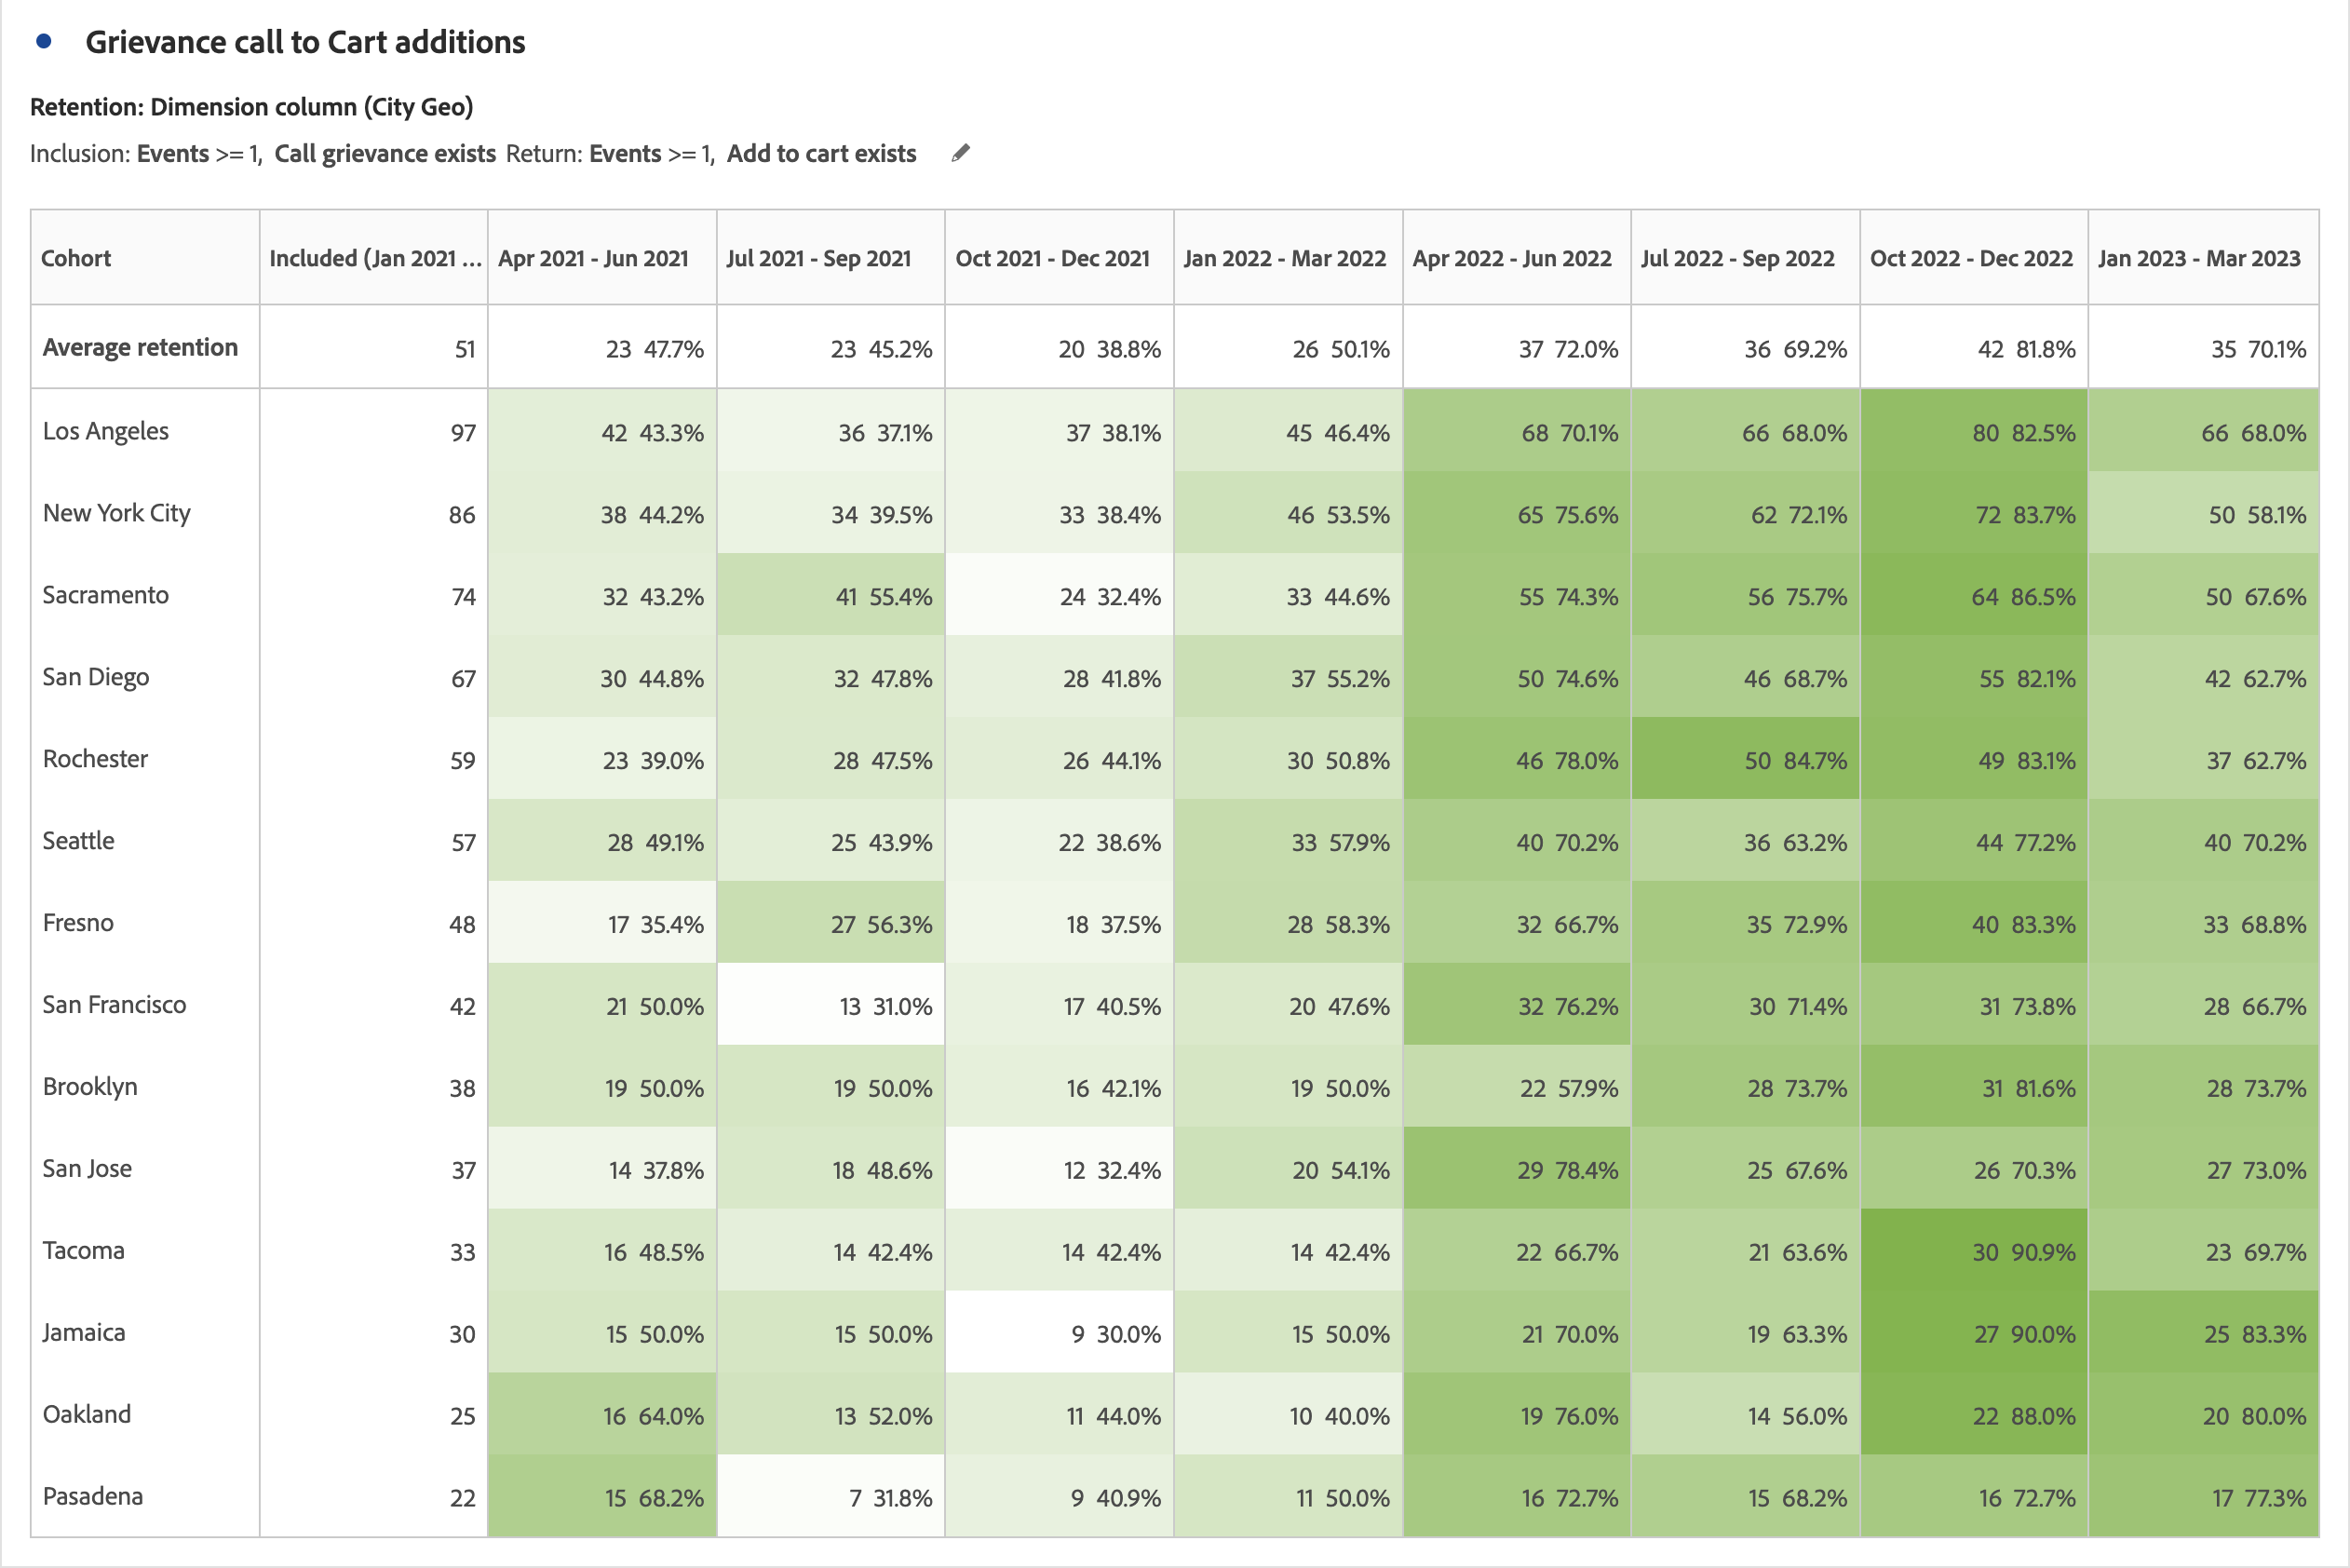 Grievance call to Cart additions
Retention: Dimension column (City Geo)
Inclusion: Events >= 1, Call grievance exists Return: Events >= 1, Add to cart exists
Cohort Included (Jan 2021 ... Apr 2021 - Jun 2021 Jul 2021 - Sep 2021 Oct 2021 - Dec 2021 Jan 2022 - Mar 2022 Apr 2022 - Jun 2022 Jul 2022 - Sep 2022 Oct 2022 - Dec 2022 Jan 2023 - Mar 2023
Average retention 51 23 47.7% 23 45.2% 20 38.8% 26 50.1% 37 72.0% 36 69.2% 42 81.8% 35 70.1%
Los Angeles 97 42 43.3% 36 37.1% 37 38.1% 45 46.4% 68 70.1% 66 68.0% 80 82.5% 66 68.0%
New York City 86 38 44.2% 34 39.5% 33 38.4% 46 53.5% 65 75.6% 62 72.1% 72 83.7% 50 58.1%
Sacramento 74 32 43.2% 41 55.4% 24 32.4% 33 44.6% 55 74.3% 56 75.7% 64 86.5% 50 67.6%
San Diego 67 30 44.8% 32 47.8% 28 41.8% 37 55.2% 50 74.6% 46 68.7% 55 82.1% 42 62.7%
Rochester 59 23 39.0% 28 47.5% 26 44.1% 30 50.8% 46 78.0% 50 84.7% 49 83.1% 37 62.7%
Seattle 57 28 49.1% 25 43.9% 22 38.6% 33 57.9% 40 70.2% 36 63.2% 44 77.2% 40 70.2%
Fresno 48 17 35.4% 27 56.3% 18 37.5% 28 58.3% 32 66.7% 35 72.9% 40 83.3% 33 68.8%
San Francisco 42 21 50.0% 13 31.0% 17 40.5% 20 47.6% 32 76.2% 30 71.4% 31 73.8% 28 66.7%
Brooklyn 38 19 50.0% 19 50.0% 16 42.1% 19 50.0% 22 57.9% 28 73.7% 31 81.6% 28 73.7%
San Jose 37 14 37.8% 18 48.6% 12 32.4% 20 54.1% 29 78.4% 25 67.6% 26 70.3% 27 73.0%
Tacoma 33 16 48.5% 14 42.4% 14 42.4% 14 42.4% 22 66.7% 21 63.6% 30 90.9% 23 69.7%
Jamaica 30 15 50.0% 15 50.0% 9 30.0% 15 50.0% 21 70.0% 19 63.3% 27 90.0% 25 83.3%
Oakland 25 16 64.0% 13 52.0% 11 44.0% 10 40.0% 19 76.0% 14 56.0% 22 88.0% 20 80.0%
Pasadena 22 15 68.2% 7 31.8% 9 40.9% 11 50.0% 16 72.7% 15 68.2% 16 72.7% 17 77.3%